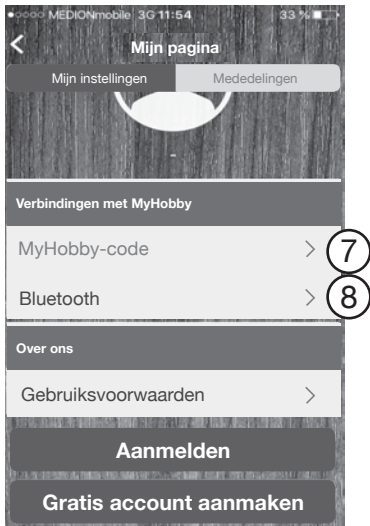 MEDIONmobile 3G 11:54 33 %
Mijn pagina
Mijn instellingen Mededelingen
-
Verbindingen met MyHobby
MyHobby-code 7
Bluetooth 8
Over ons
Gebruiksvoorwaarden
Aanmelden
Gratis account aanmaken